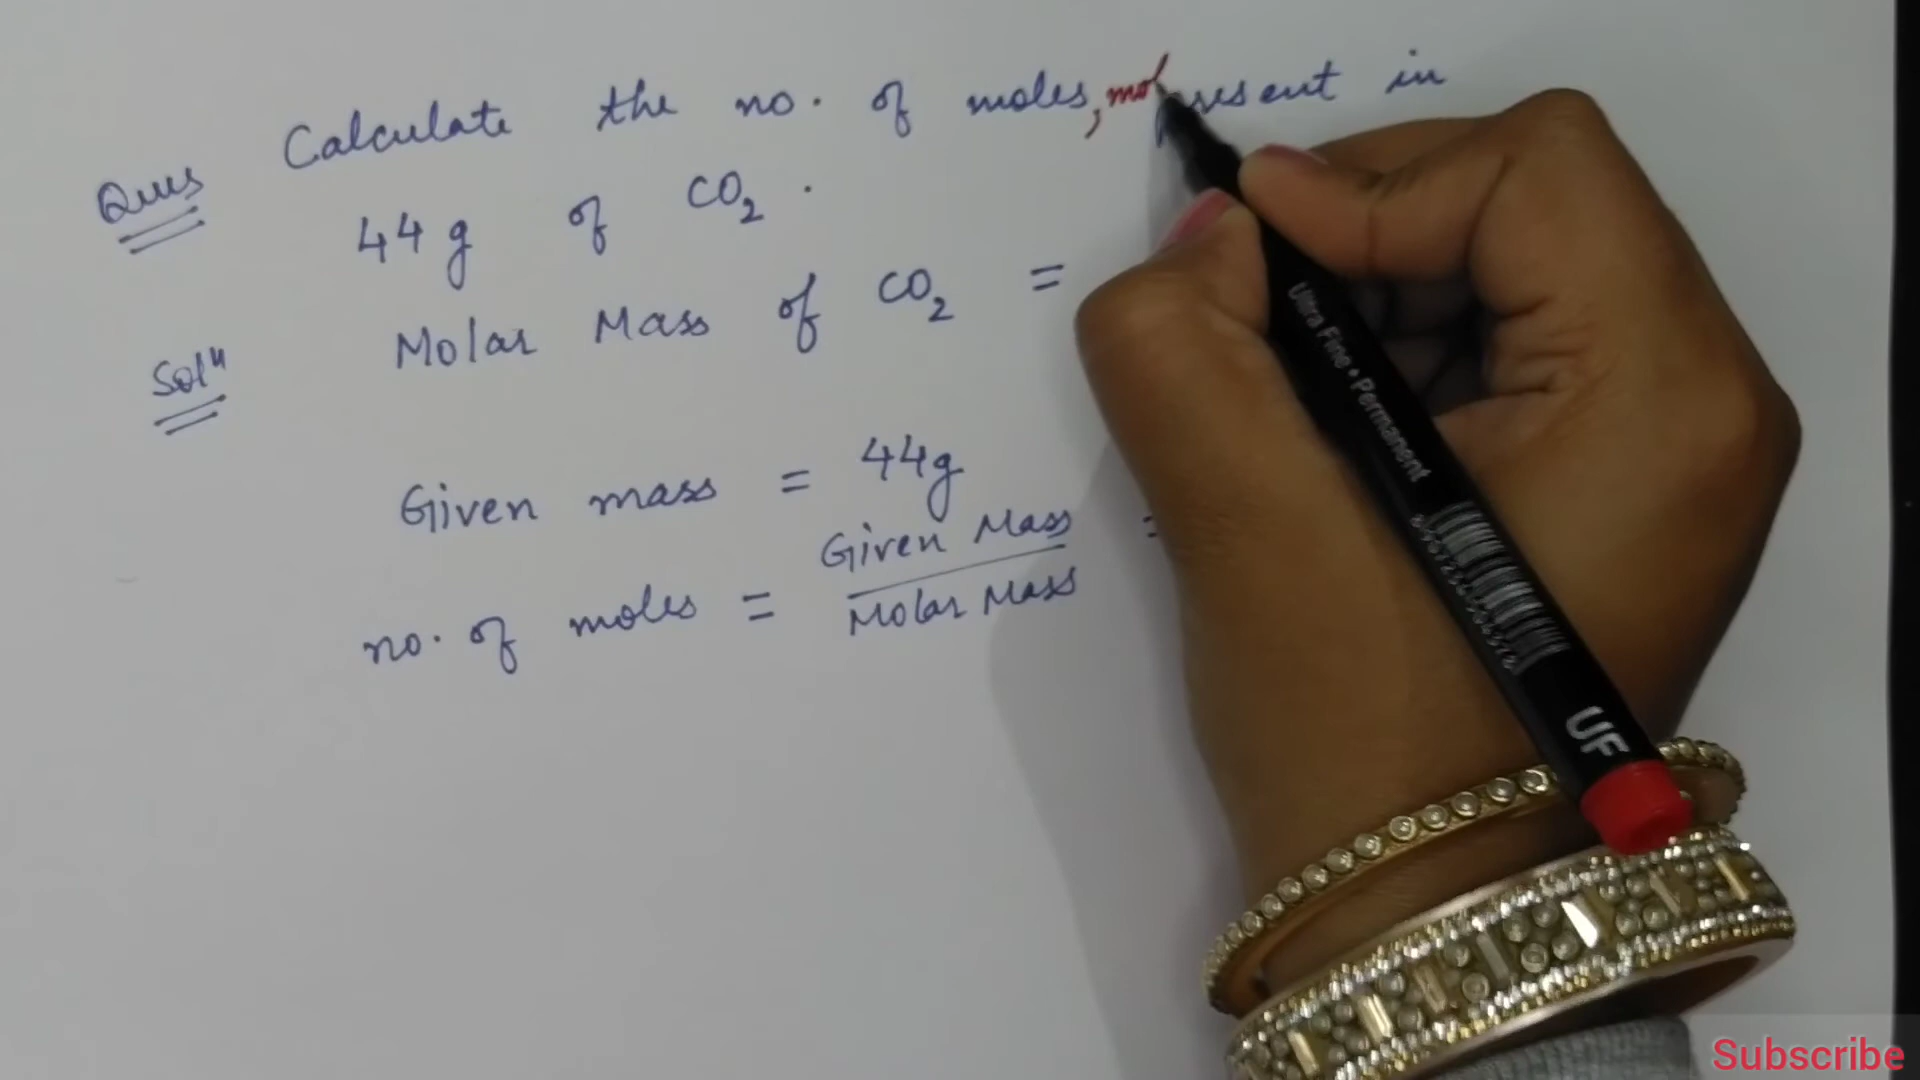 Ques Calculate the no. of moles, mol present in
44 g of CO2.
Soln Molar Mass of CO2 =
Given mass = 44g
no. of moles = Given Mass =
Molar Mass
Ultra Fine • Permanent
UF
Subscribe